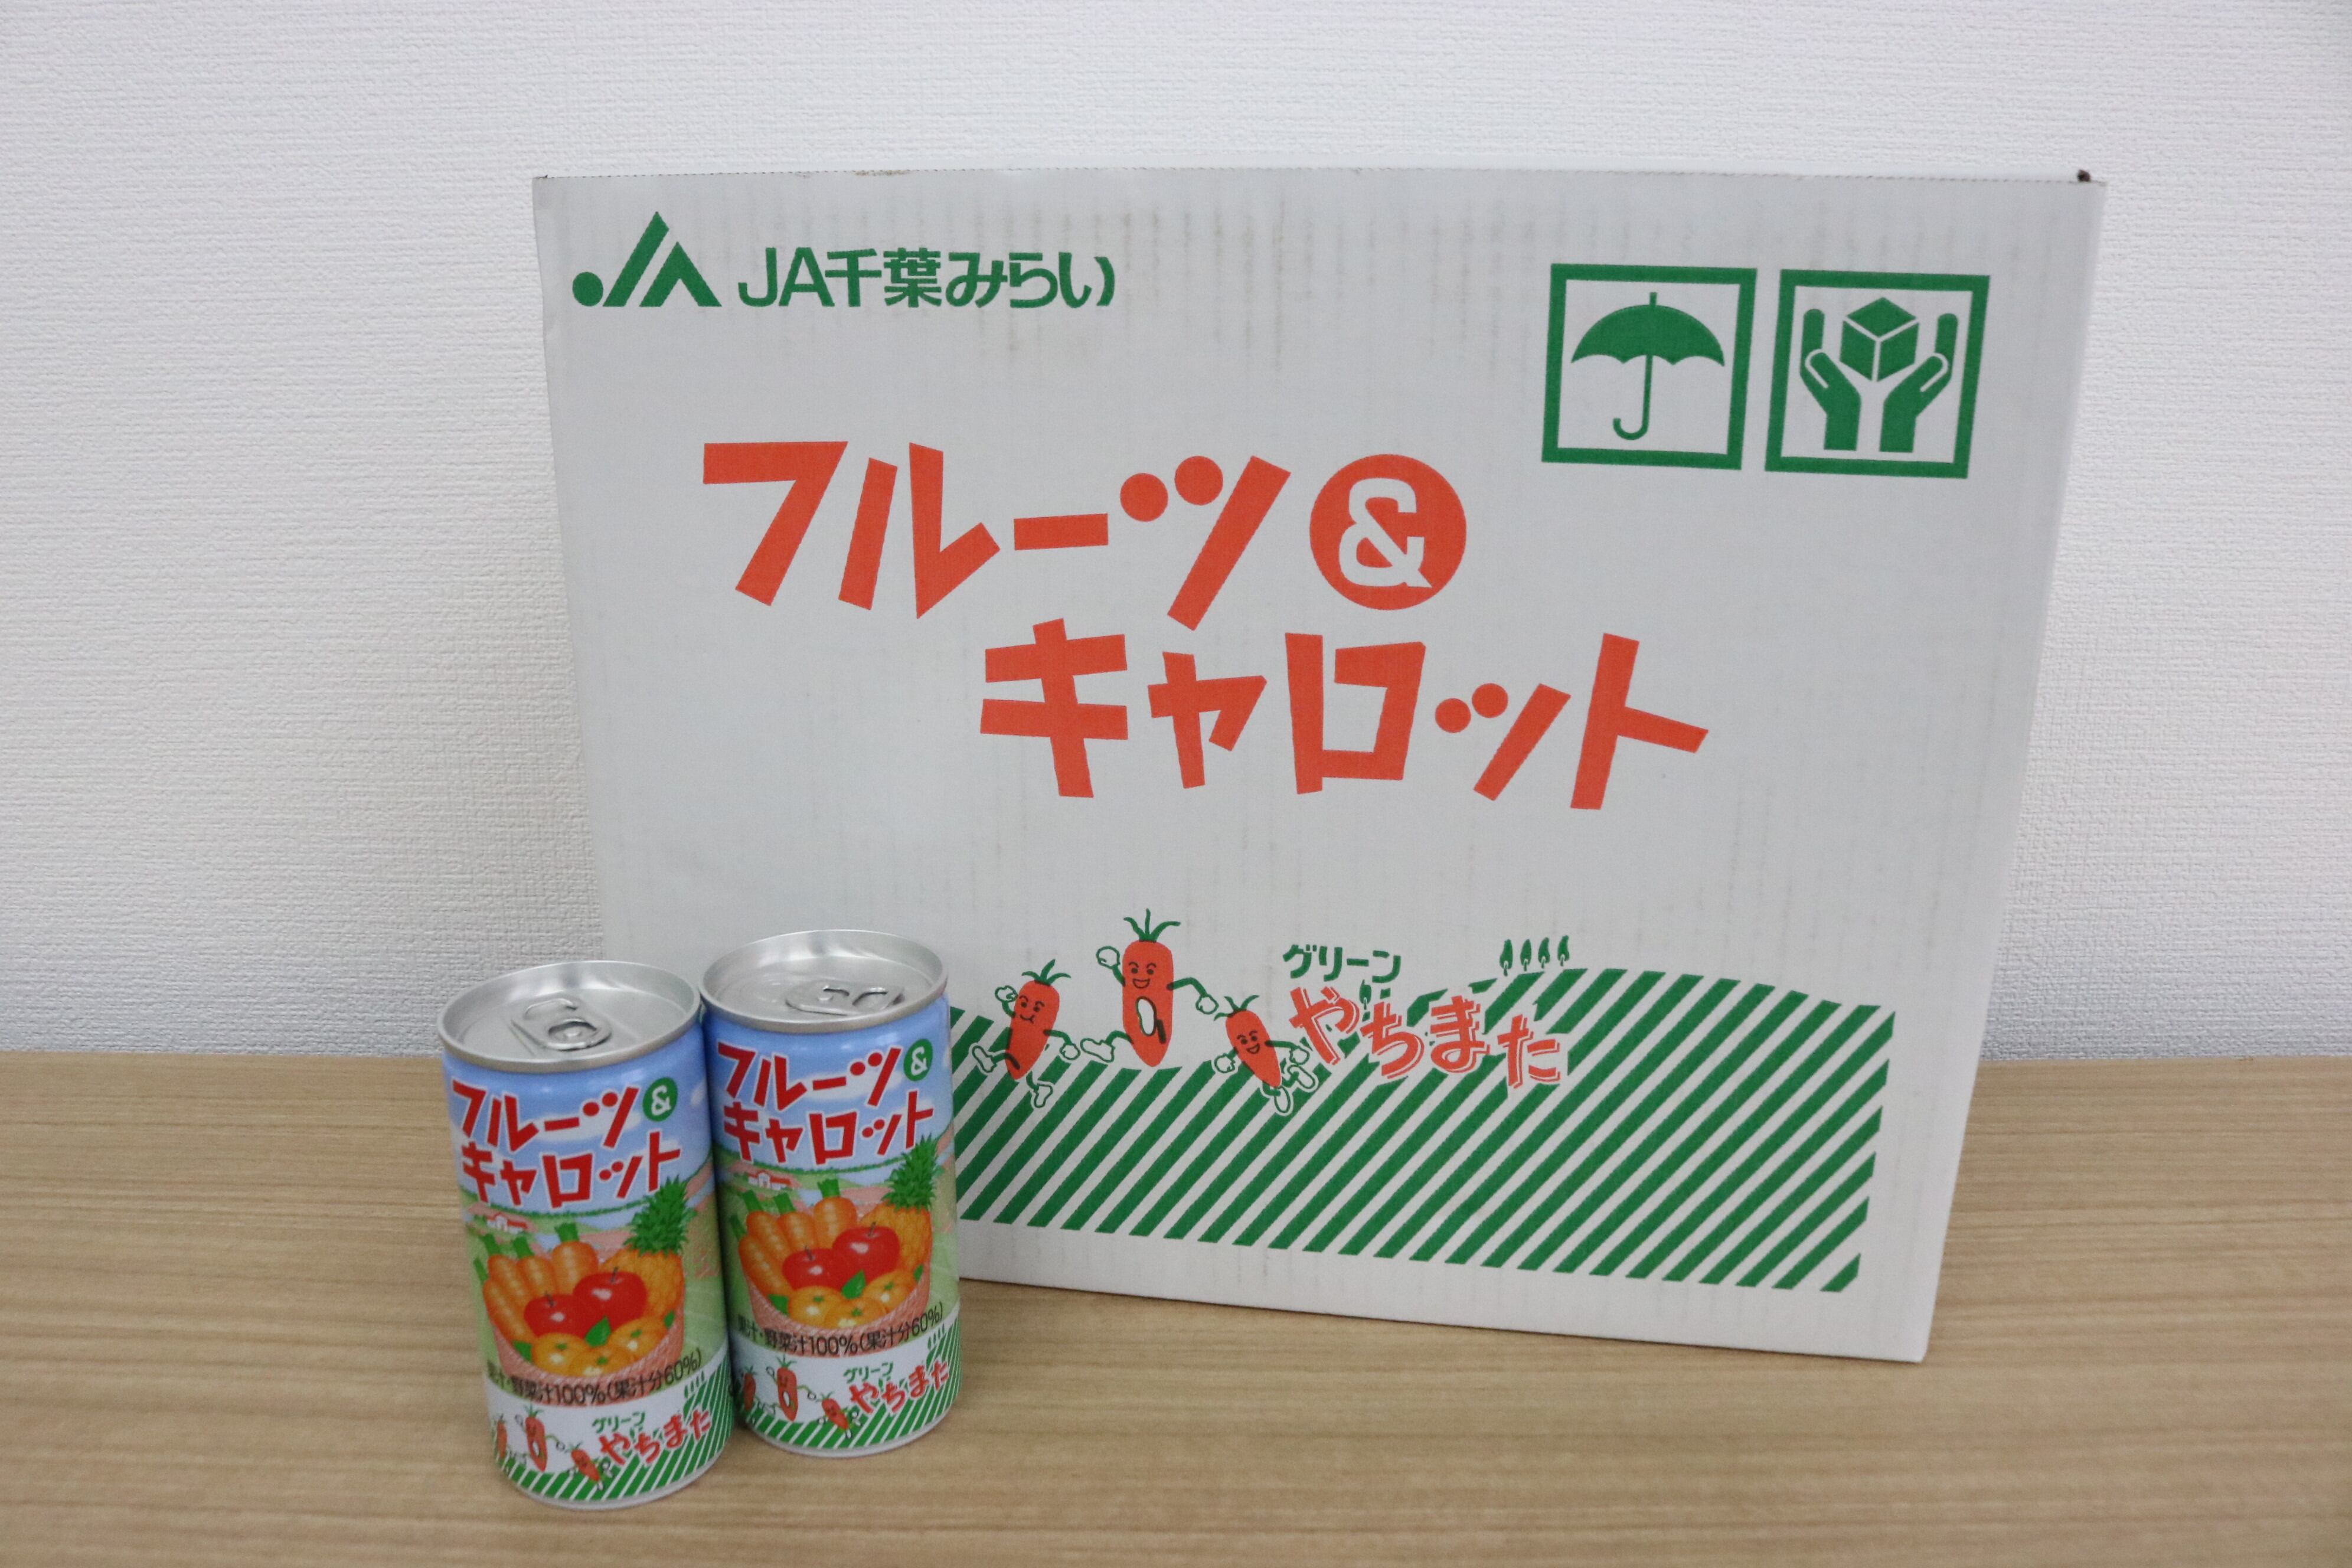 JA千葉みらい
フルーツ&
キャロット
グリーン
やちまた
フルーツ&
キャロット
果汁・野菜汁100%(果汁分60%)
グリーン
やちまた
フルーツ&
キャロット
果汁・野菜汁100%(果汁分60%)
グリーン
やちまた